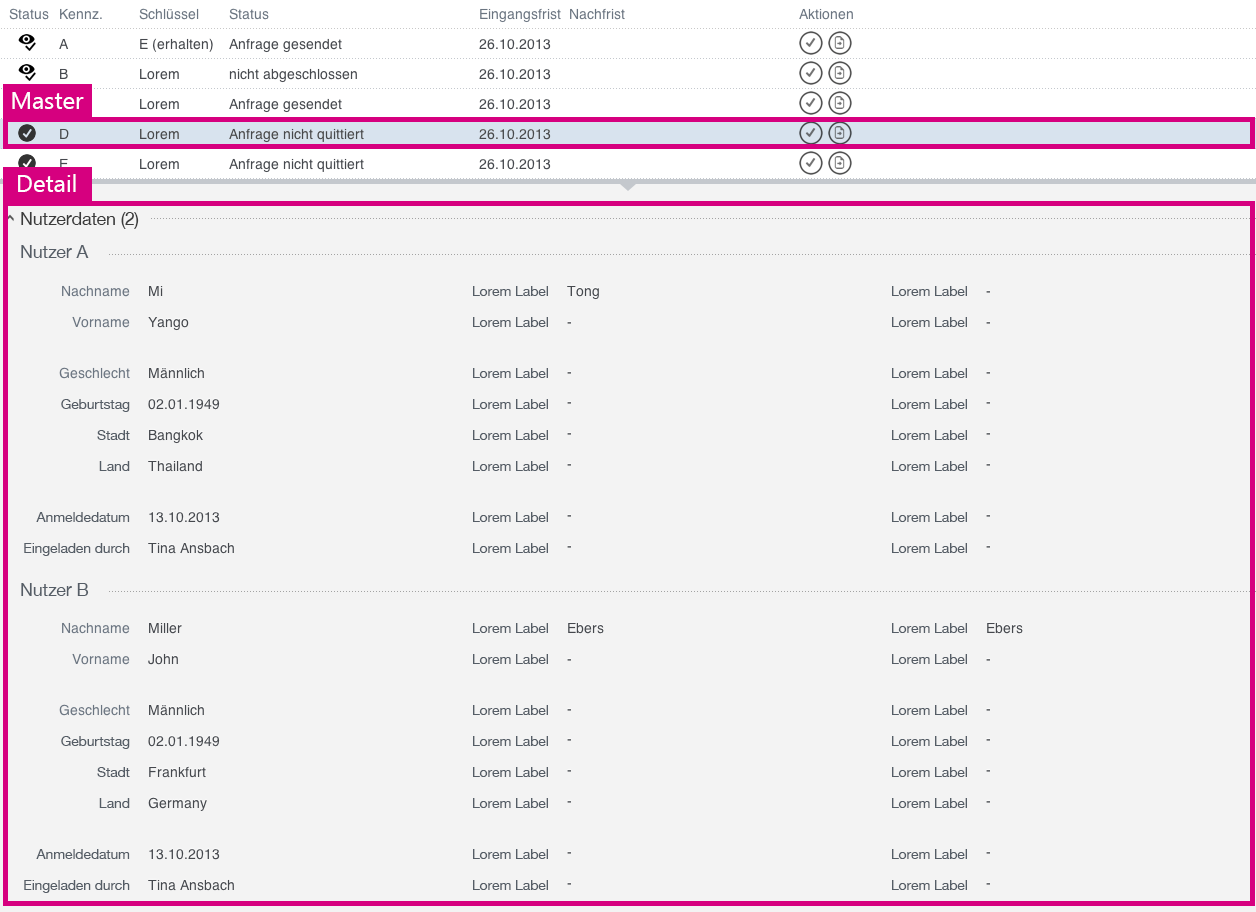 Status Kennz. Schlüssel Status Eingangsfrist Nachfrist Aktionen
A E (erhalten) Anfrage gesendet 26.10.2013
B Lorem nicht abgeschlossen 26.10.2013
Master Lorem Anfrage gesendet 26.10.2013
D Lorem Anfrage nicht quittiert 26.10.2013
E Lorem Anfrage nicht quittiert 26.10.2013
Detail
Nutzerdaten (2)
Nutzer A
Nachname Mi Lorem Label Tong Lorem Label -
Vorname Yango Lorem Label - Lorem Label -
Geschlecht Männlich Lorem Label - Lorem Label -
Geburtstag 02.01.1949 Lorem Label - Lorem Label -
Stadt Bangkok Lorem Label - Lorem Label -
Land Thailand Lorem Label - Lorem Label -
Anmeldedatum 13.10.2013 Lorem Label - Lorem Label -
Eingeladen durch Tina Ansbach Lorem Label - Lorem Label -
Nutzer B
Nachname Miller Lorem Label Ebers Lorem Label Ebers
Vorname John Lorem Label - Lorem Label -
Geschlecht Männlich Lorem Label - Lorem Label -
Geburtstag 02.01.1949 Lorem Label - Lorem Label -
Stadt Frankfurt Lorem Label - Lorem Label -
Land Germany Lorem Label - Lorem Label -
Anmeldedatum 13.10.2013 Lorem Label - Lorem Label -
Eingeladen durch Tina Ansbach Lorem Label - Lorem Label -